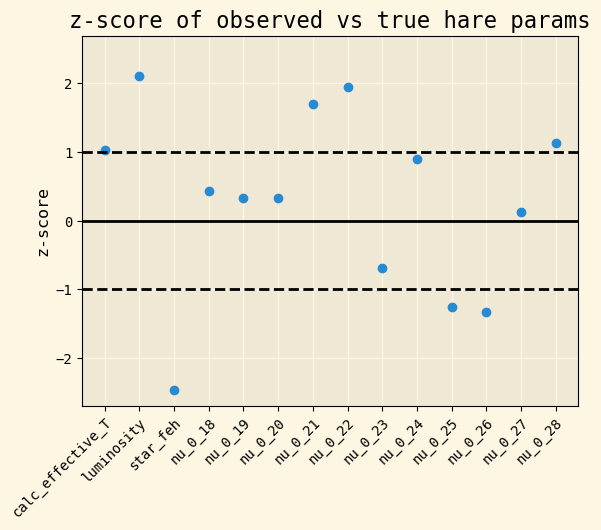 z-score of observed vs true hare params
z-score
2
1
0
−1
−2
calc_effective_T
luminosity
star_feh
nu_0_18
nu_0_19
nu_0_20
nu_0_21
nu_0_22
nu_0_23
nu_0_24
nu_0_25
nu_0_26
nu_0_27
nu_0_28